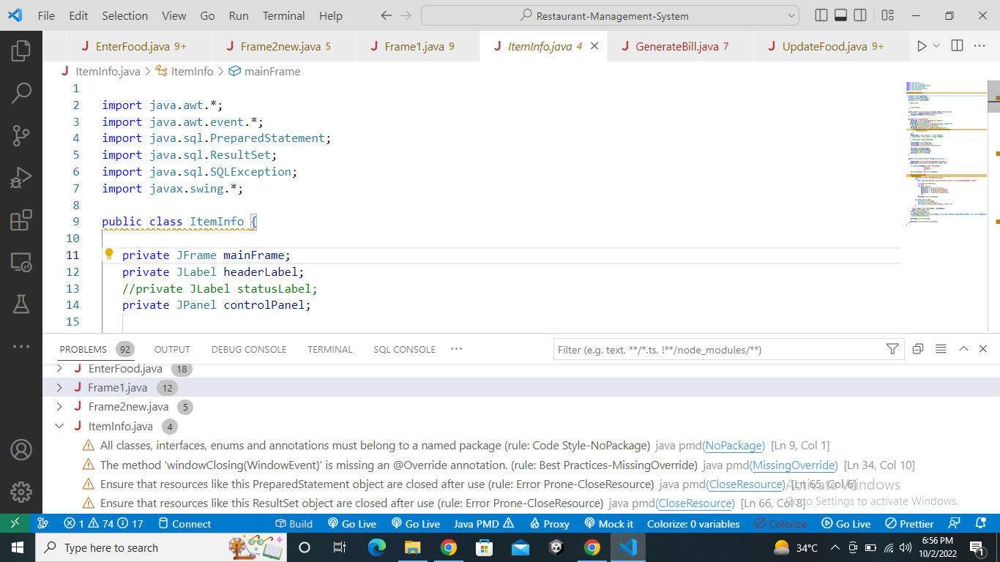 File Edit Selection View Go Run Terminal Help Restaurant-Management-System
J EnterFood.java 9+ J Frame2new.java 5 J Frame1.java 9 J ItemInfo.java 4 J GenerateBill.java 7 J UpdateFood.java 9+
J ItemInfo.java > ItemInfo > mainFrame
1
2 import java.awt.*;
3 import java.awt.event.*;
4 import java.sql.PreparedStatement;
5 import java.sql.ResultSet;
6 import java.sql.SQLException;
7 import javax.swing.*;
8
9 public class ItemInfo {
10
11 private JFrame mainFrame;
12 private JLabel headerLabel;
13 //private JLabel statusLabel;
14 private JPanel controlPanel;
15
PROBLEMS 92 OUTPUT DEBUG CONSOLE TERMINAL SQL CONSOLE ··· Filter (e.g. text, **/*.ts, !**/node_modules/**)
J EnterFood.java 18
J Frame1.java 12
J Frame2new.java 5
J ItemInfo.java 4
All classes, interfaces, enums and annotations must belong to a named package (rule: Code Style-NoPackage) java pmd(NoPackage) [Ln 9, Col 1]
The method 'windowClosing(WindowEvent)' is missing an @Override annotation. (rule: Best Practices-MissingOverride) java pmd(MissingOverride) [Ln 34, Col 10]
Ensure that resources like this PreparedStatement object are closed after use (rule: Error Prone-CloseResource) java pmd(CloseResource) [Ln 65, Col 6]
Activate Windows
Ensure that resources like this ResultSet object are closed after use (rule: Error Prone-CloseResource) java pmd(CloseResource) [Ln 66, Col 8]
Go to Settings to activate Windows.
1 74 17 Connect Build Go Live Go Live Java PMD Proxy Mock it Colorize: 0 variables Colorize Go Live Prettier
Type here to search 34°C 6:56 PM
10/2/2022 1